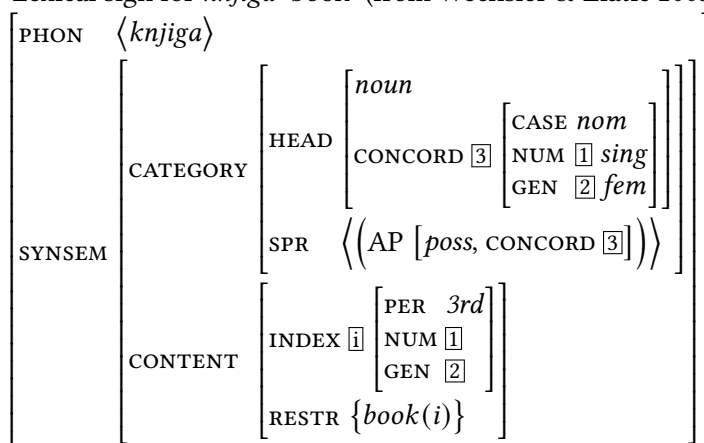 Lexical sign for knjiga ‘book’ (from Wechsler & Zlatić
PHON ⟨knjiga⟩
noun
CASE nom
HEAD
CONCORD 3 NUM 1 sing
CATEGORY
GEN 2 fem
SPR ⟨(AP [poss, CONCORD 3])⟩
SYNSEM
PER 3rd
INDEX i NUM 1
GEN 2
CONTENT
RESTR {book(i)}